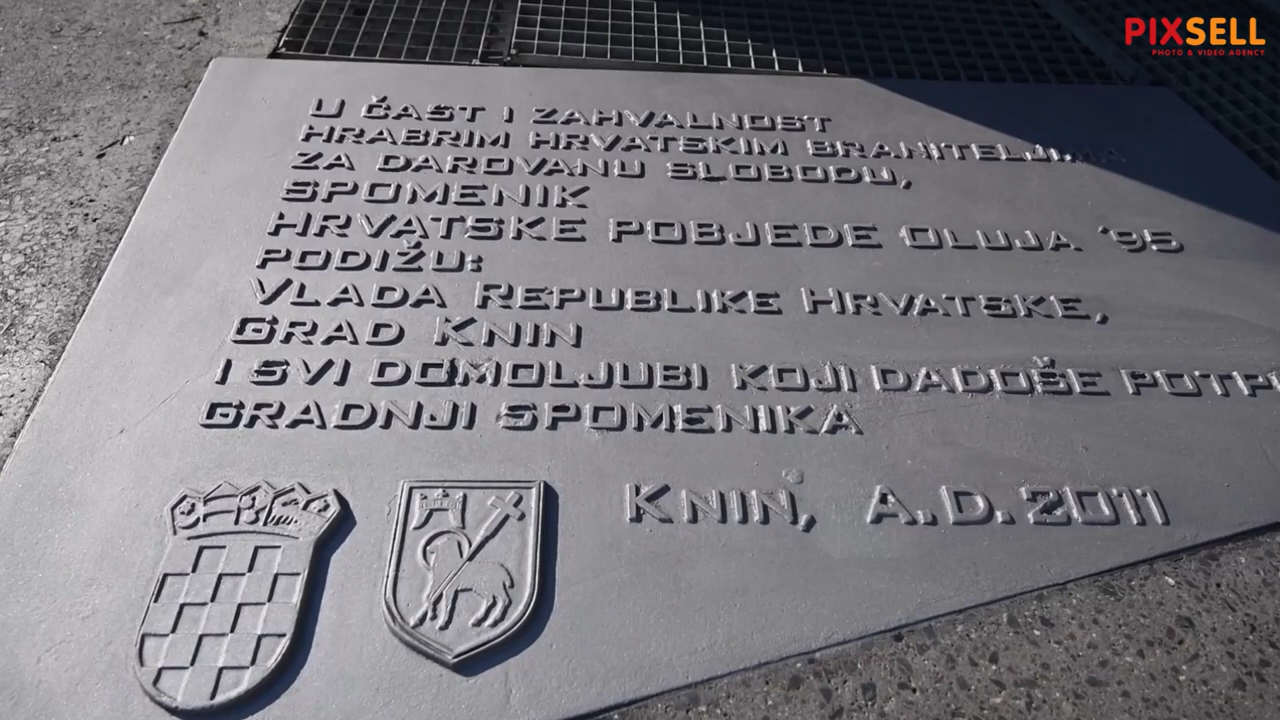 PIXSELL
PHOTO & VIDEO AGENCY
U ČAST I ZAHVALNOST
HRABRIM HRVATSKIM BRANITELJIMA
ZA DAROVANU SLOBODU,
SPOMENIK
HRVATSKE POBJEDE OLUJA '95
PODIŽU:
VLADA REPUBLIKE HRVATSKE,
GRAD KNIN
I SVI DOMOLJUBI KOJI DADOŠE
GRADNJI SPOMENIKA
KNIN, A.D. 2011